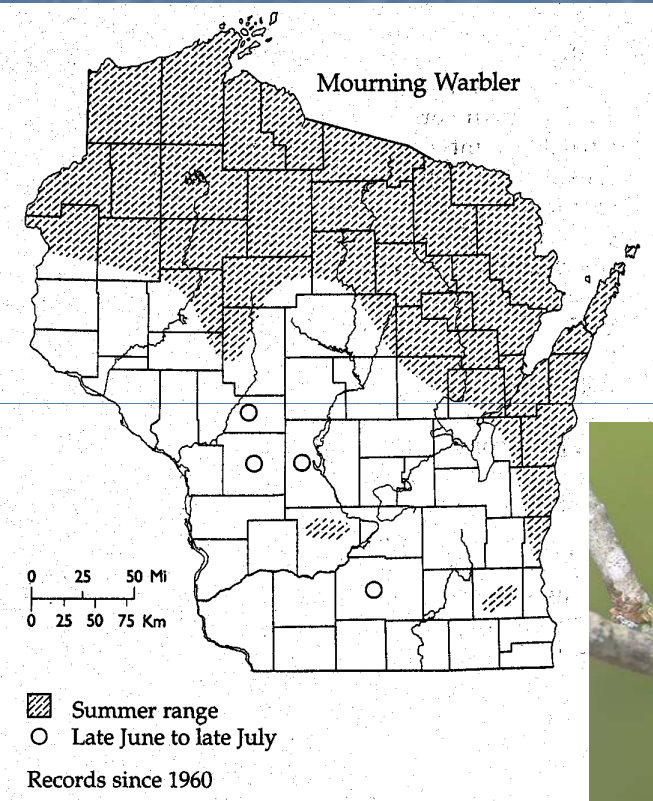 Mourning Warbler
0 25 50 Mi
0 25 50 75 Km
Summer range
Late June to late July
Records since 1960